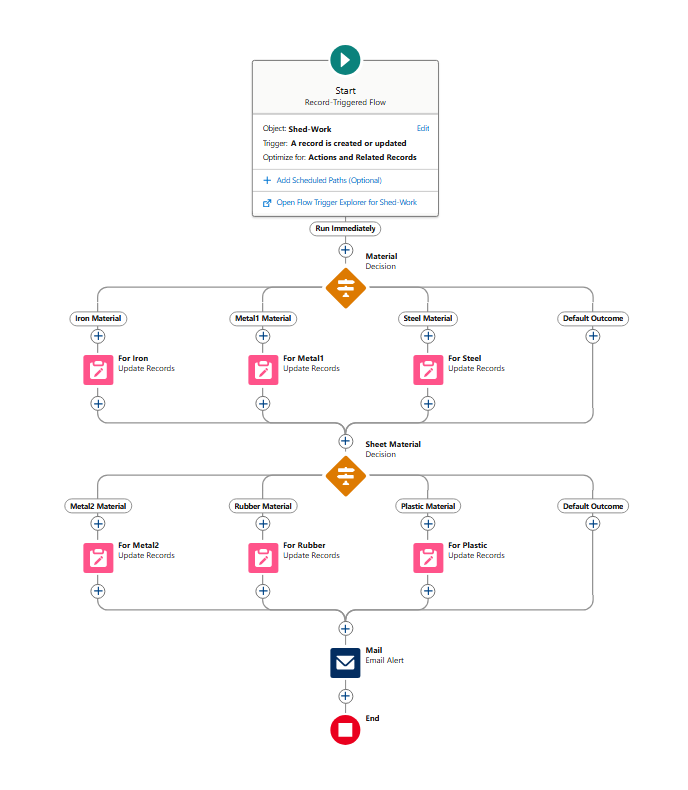 Start
Record-Triggered Flow
Object: Shed-Work Edit
Trigger: A record is created or updated
Optimize for: Actions and Related Records
Add Scheduled Paths (Optional)
Open Flow Trigger Explorer for Shed-Work
Run Immediately
Material
Decision
Iron Material
Metal1 Material
Steel Material
Default Outcome
For Iron
Update Records
For Metal1
Update Records
For Steel
Update Records
Sheet Material
Decision
Metal2 Material
Rubber Material
Plastic Material
Default Outcome
For Metal2
Update Records
For Rubber
Update Records
For Plastic
Update Records
Mail
Email Alert
End